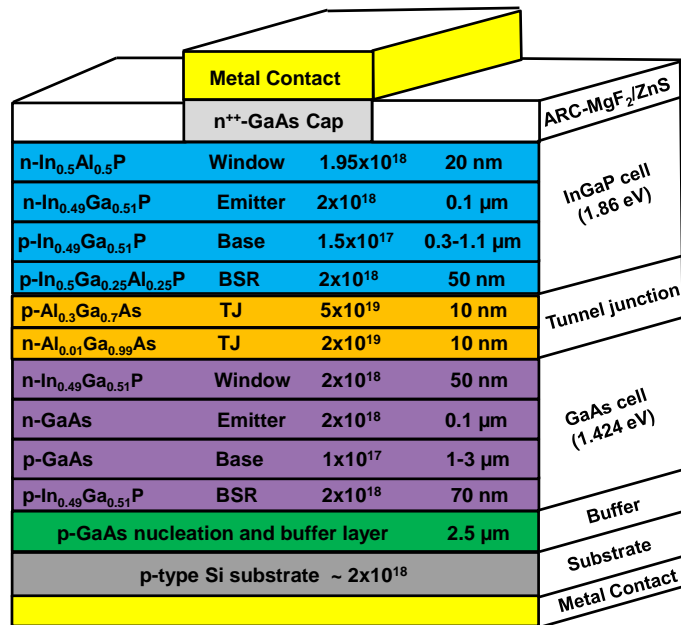 Metal Contact
n⁺⁺-GaAs Cap
ARC-MgF₂/ZnS
n-In₀.₅Al₀.₅P Window 1.95x10¹⁸ 20 nm
n-In₀.₄₉Ga₀.₅₁P Emitter 2x10¹⁸ 0.1 µm
p-In₀.₄₉Ga₀.₅₁P Base 1.5x10¹⁷ 0.3-1.1 µm
p-In₀.₅Ga₀.₂₅Al₀.₂₅P BSR 2x10¹⁸ 50 nm
InGaP cell
(1.86 eV)
p-Al₀.₃Ga₀.₇As TJ 5x10¹⁹ 10 nm
n-Al₀.₀₁Ga₀.₉₉As TJ 2x10¹⁹ 10 nm
Tunnel junction
n-In₀.₄₉Ga₀.₅₁P Window 2x10¹⁸ 50 nm
n-GaAs Emitter 2x10¹⁸ 0.1 µm
p-GaAs Base 1x10¹⁷ 1-3 µm
p-In₀.₄₉Ga₀.₅₁P BSR 2x10¹⁸ 70 nm
GaAs cell
(1.424 eV)
p-GaAs nucleation and buffer layer 2.5 µm
Buffer
p-type Si substrate ~ 2x10¹⁸
Substrate
Metal Contact